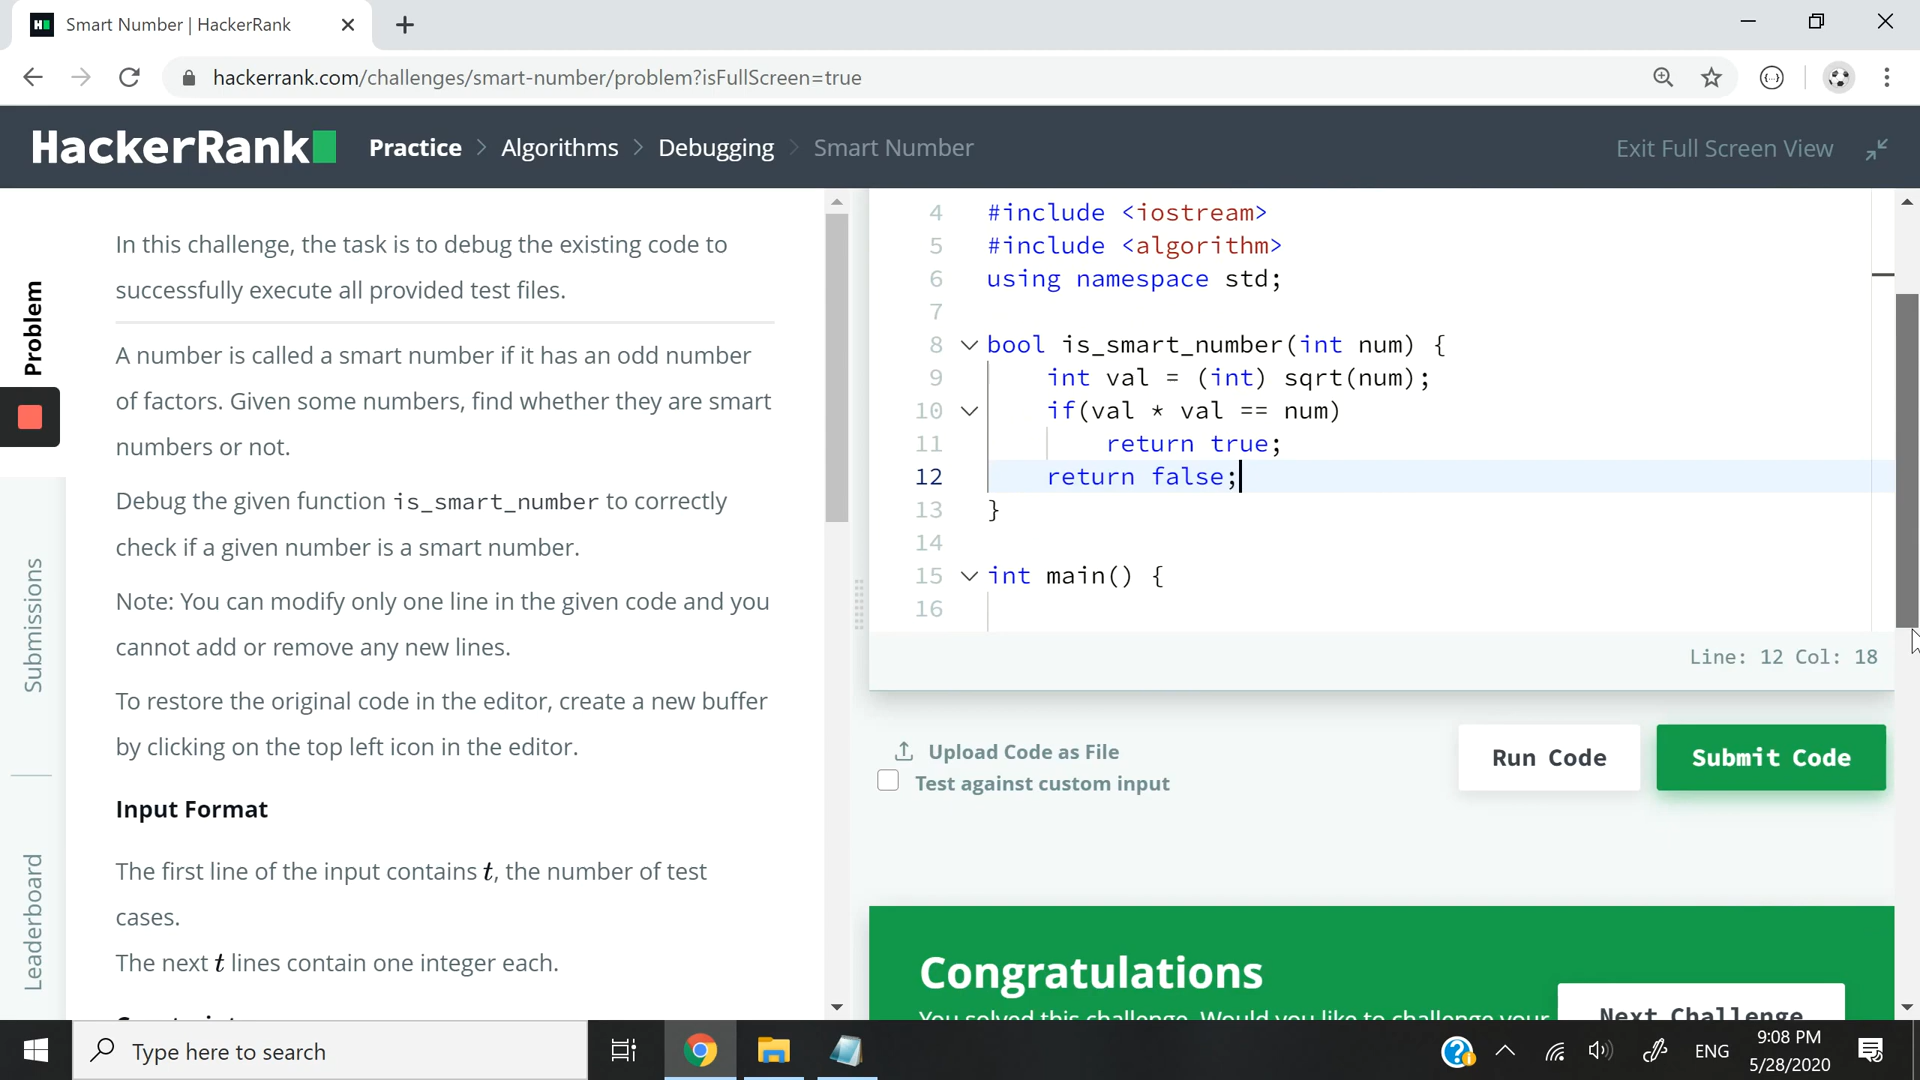 Smart Number | HackerRank
hackerrank.com/challenges/smart-number/problem?isFullScreen=true
HackerRank
Practice > Algorithms > Debugging > Smart Number
Exit Full Screen View
Problem
Submissions
Leaderboard
In this challenge, the task is to debug the existing code to
successfully execute all provided test files.
A number is called a smart number if it has an odd number
of factors. Given some numbers, find whether they are smart
numbers or not.
Debug the given function is_smart_number to correctly
check if a given number is a smart number.
Note: You can modify only one line in the given code and you
cannot add or remove any new lines.
To restore the original code in the editor, create a new buffer
by clicking on the top left icon in the editor.
Input Format
The first line of the input contains t, the number of test
cases.
The next t lines contain one integer each.
4 #include <iostream>
5 #include <algorithm>
6 using namespace std;
7
8 bool is_smart_number(int num) {
9 int val = (int) sqrt(num);
10 if(val * val == num)
11 return true;
12 return false;
13 }
14
15 int main() {
16
Line: 12 Col: 18
Upload Code as File
Test against custom input
Run Code
Submit Code
Congratulations
You solved this challenge. Would you like to challenge your
Next Challenge
Type here to search
ENG
9:08 PM
5/28/2020